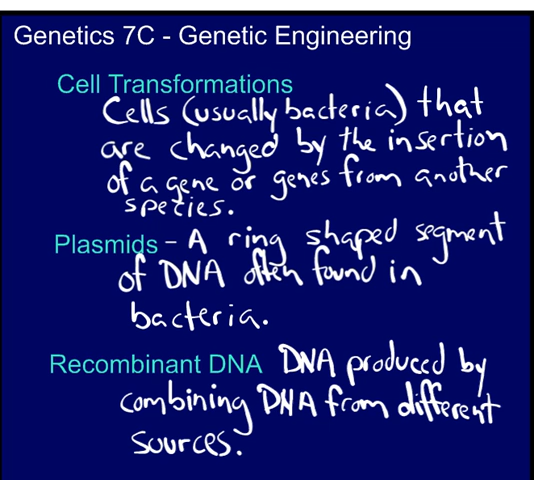 Genetics 7C - Genetic Engineering
Cell Transformations
Cells (usually bacteria) that
are changed by the insertion
of a gene or genes from another
species.
Plasmids - A ring shaped segment
of DNA often found in
bacteria.
Recombinant DNA DNA produced by
combining DNA from different
sources.